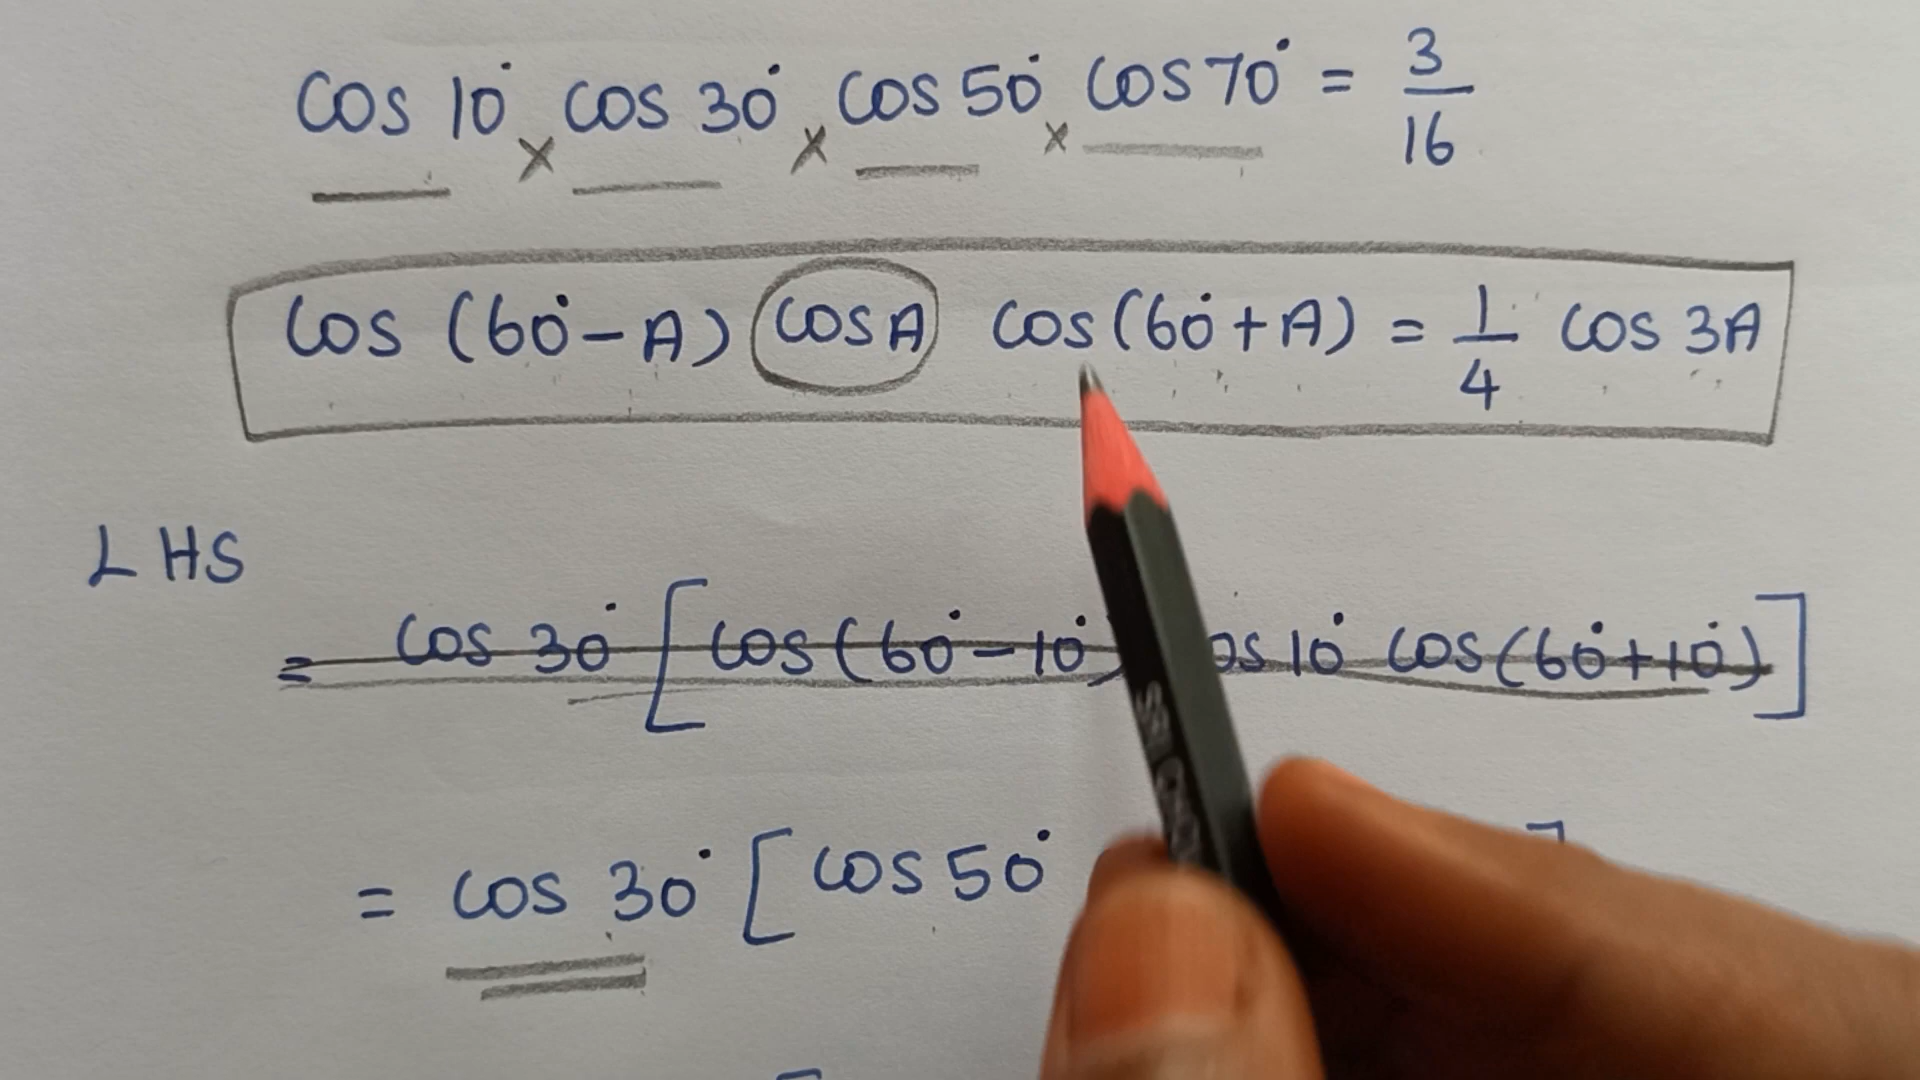 cos 10° × cos 30° × cos 50° × cos 70° = 3/16
cos (60° - A) cos A cos (60° + A) = 1/4 cos 3A
LHS
= cos 30° [cos (60° - 10°) cos 10° cos (60° + 10°)]
= cos 30° [cos 50° ]